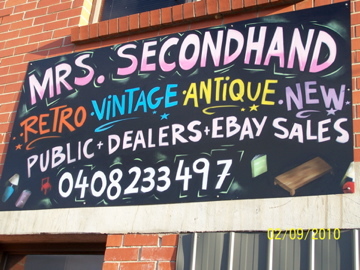 MRS. SECONDHAND
RETRO·VINTAGE·ANTIQUE·NEW
PUBLIC+DEALERS+EBAY SALES
0408233497
02/09/2010